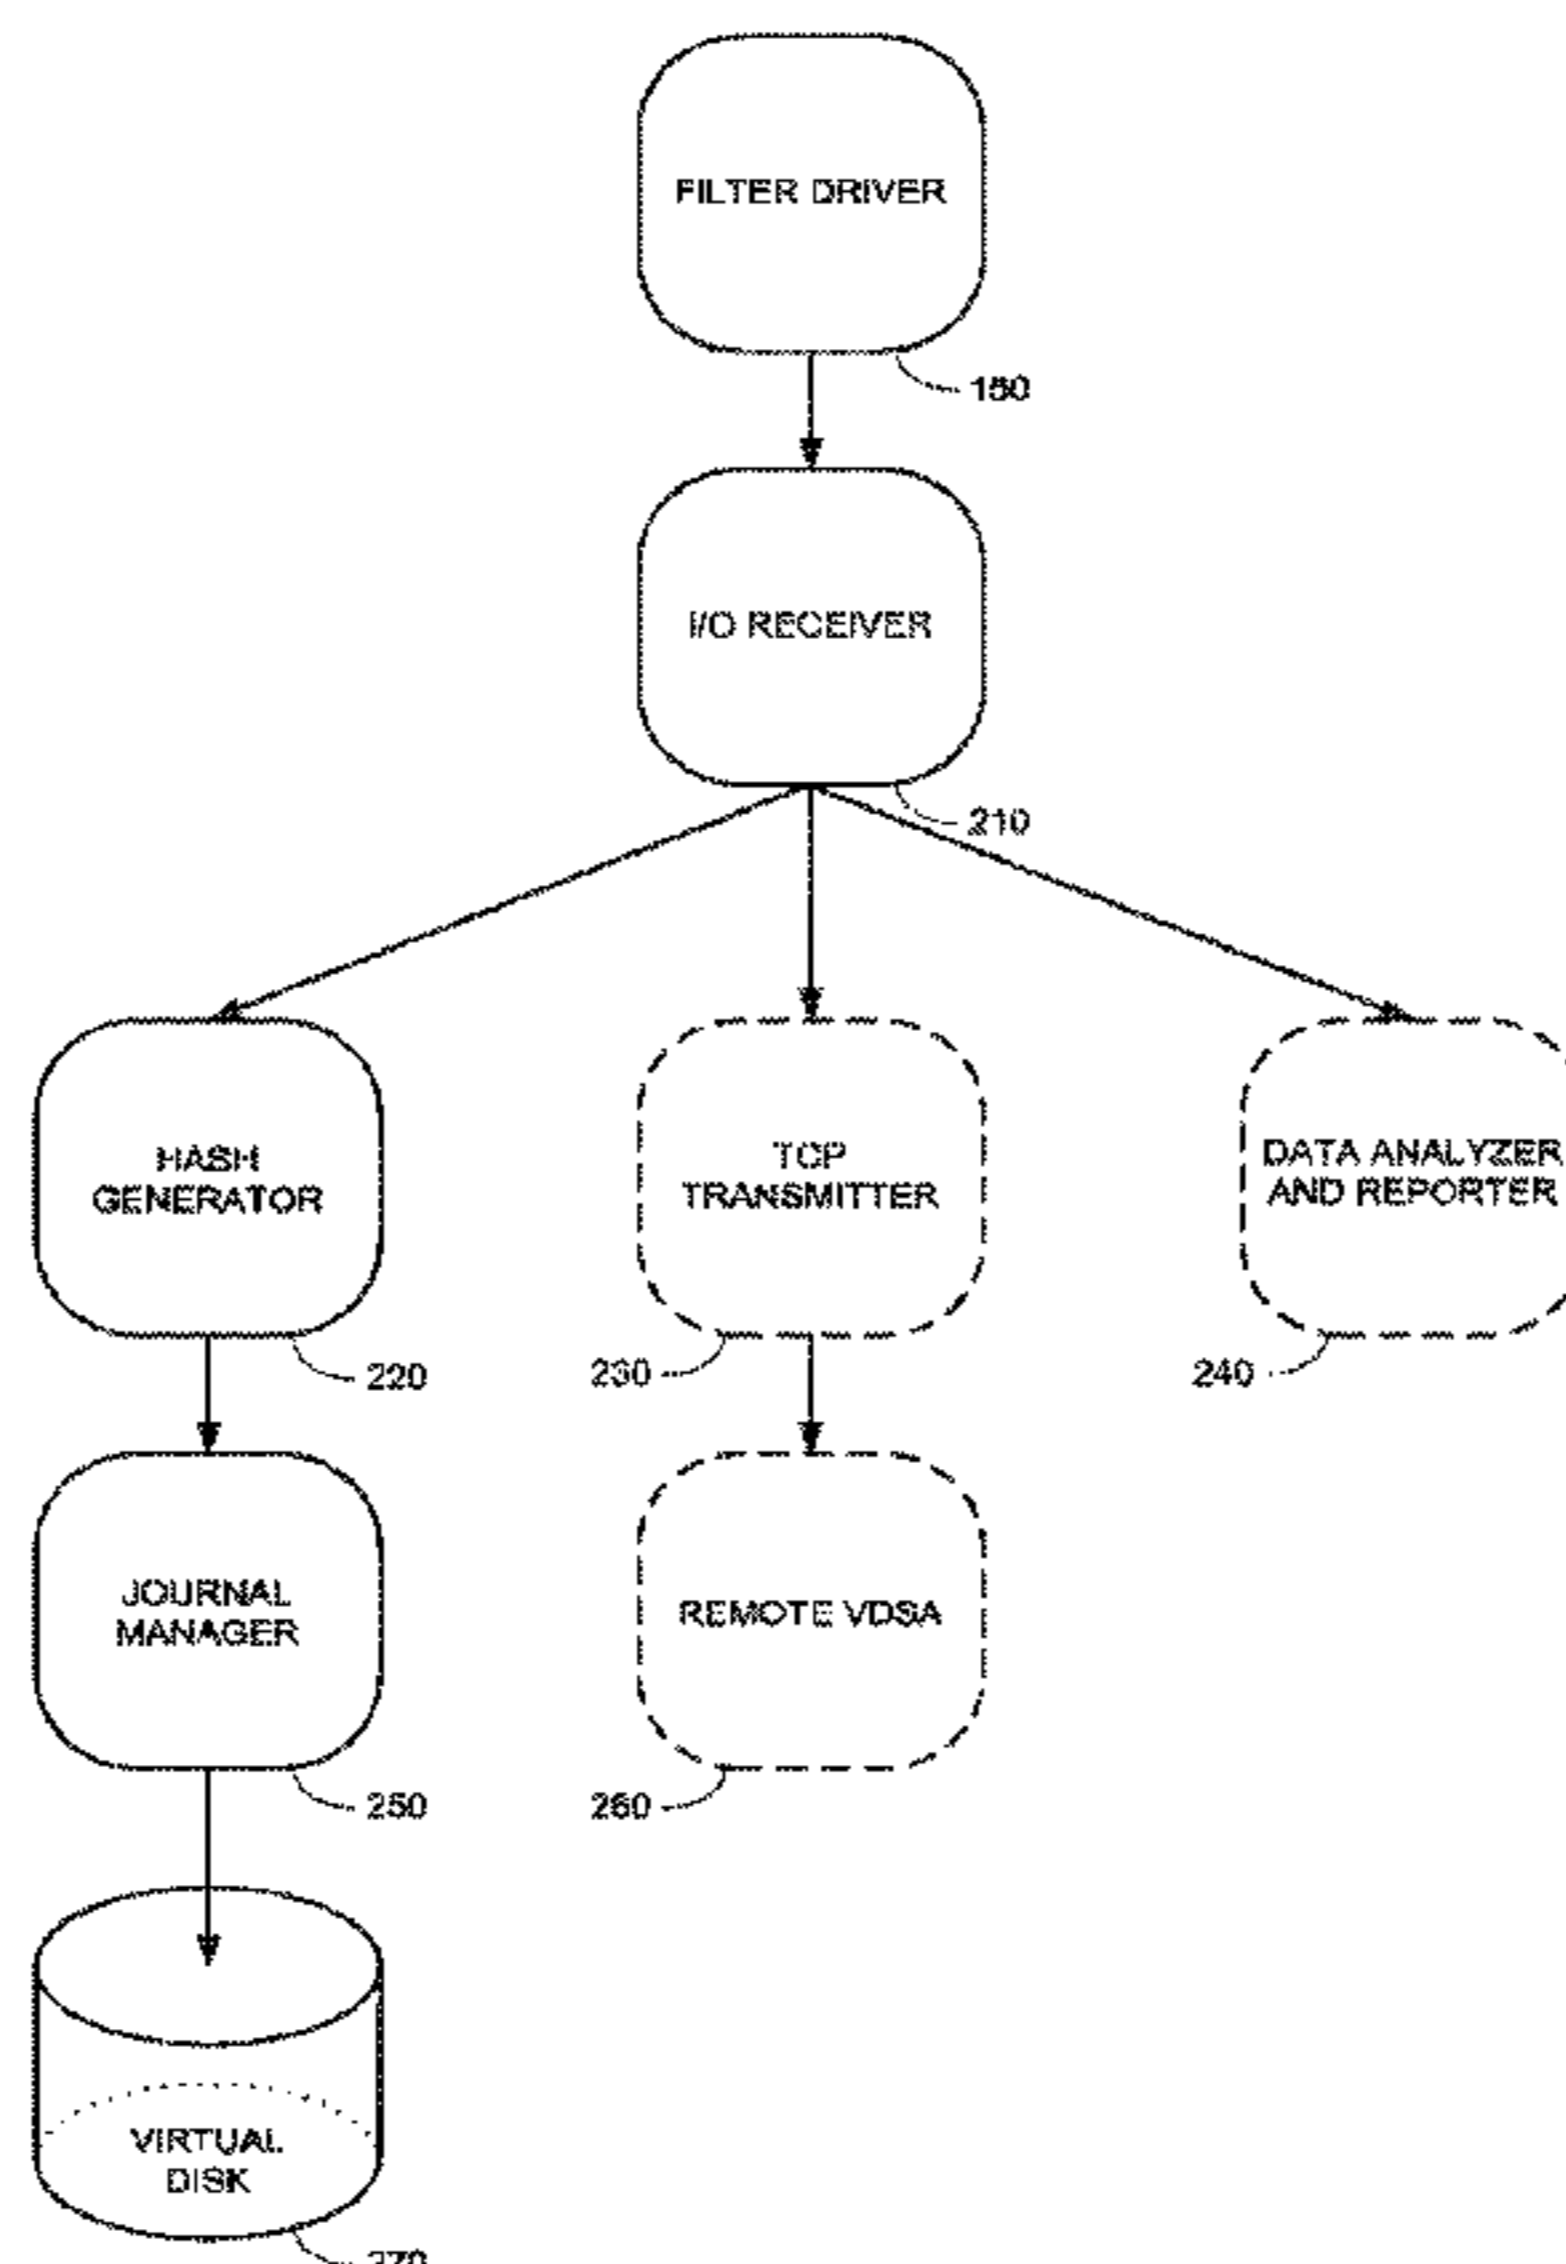 FILTER DRIVER
150
I/O RECEIVER
210
HASH
GENERATOR
TCP
TRANSMITTER
DATA ANALYZER
AND REPORTER
220
230
240
JOURNAL
MANAGER
REMOTE VDSA
250
260
VIRTUAL
DISK